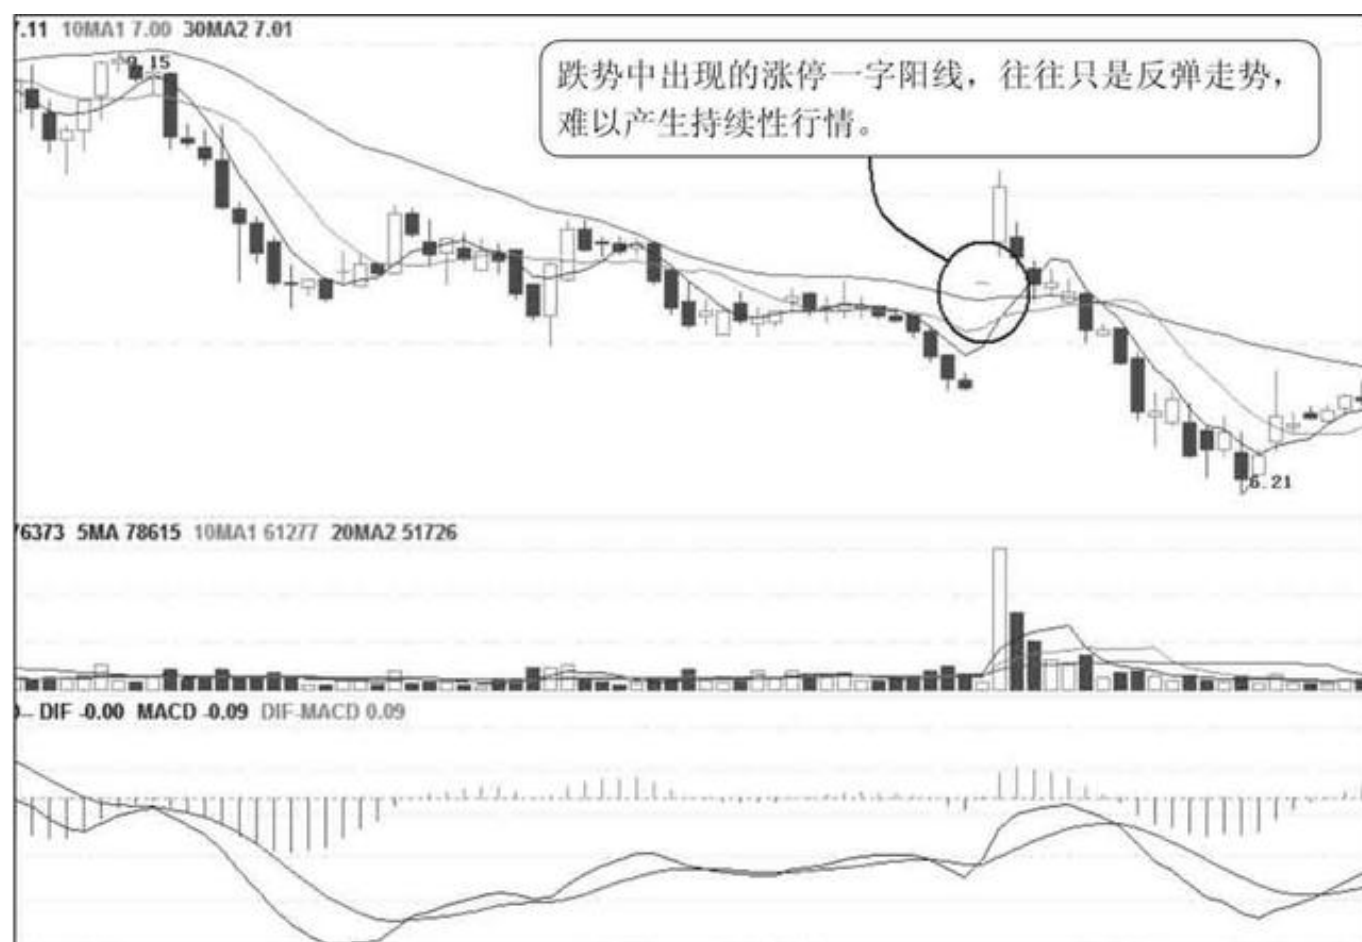 7.11 10MA1 7.00 30MA2 7.01
9.15
跌势中出现的涨停一字阳线，往往只是反弹走势，
难以产生持续性行情。
6.21
76373 5MA 78615 10MA1 61277 20MA2 51726
DIF -0.00 MACD -0.09 DIF-MACD 0.09